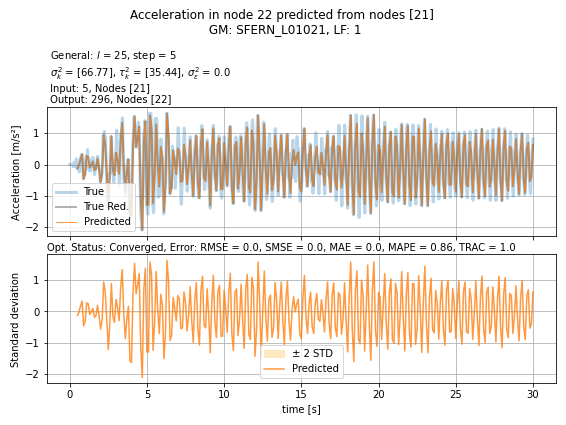 Acceleration in node 22 predicted from nodes [21]
GM: SFERN_L01021, LF: 1
General: l = 25, step = 5
σ²ₖ = [66.77], τ²ₖ = [35.44], σ²ε = 0.0
Input: 5, Nodes [21]
Output: 296, Nodes [22]
Acceleration [m/s²]
1
0
−1
−2
True
True Red.
Predicted
Opt. Status: Converged, Error: RMSE = 0.0, SMSE = 0.0, MAE = 0.0, MAPE = 0.86, TRAC = 1.0
Standard deviation
1
0
−1
−2
± 2 STD
Predicted
0 5 10 15 20 25 30
time [s]